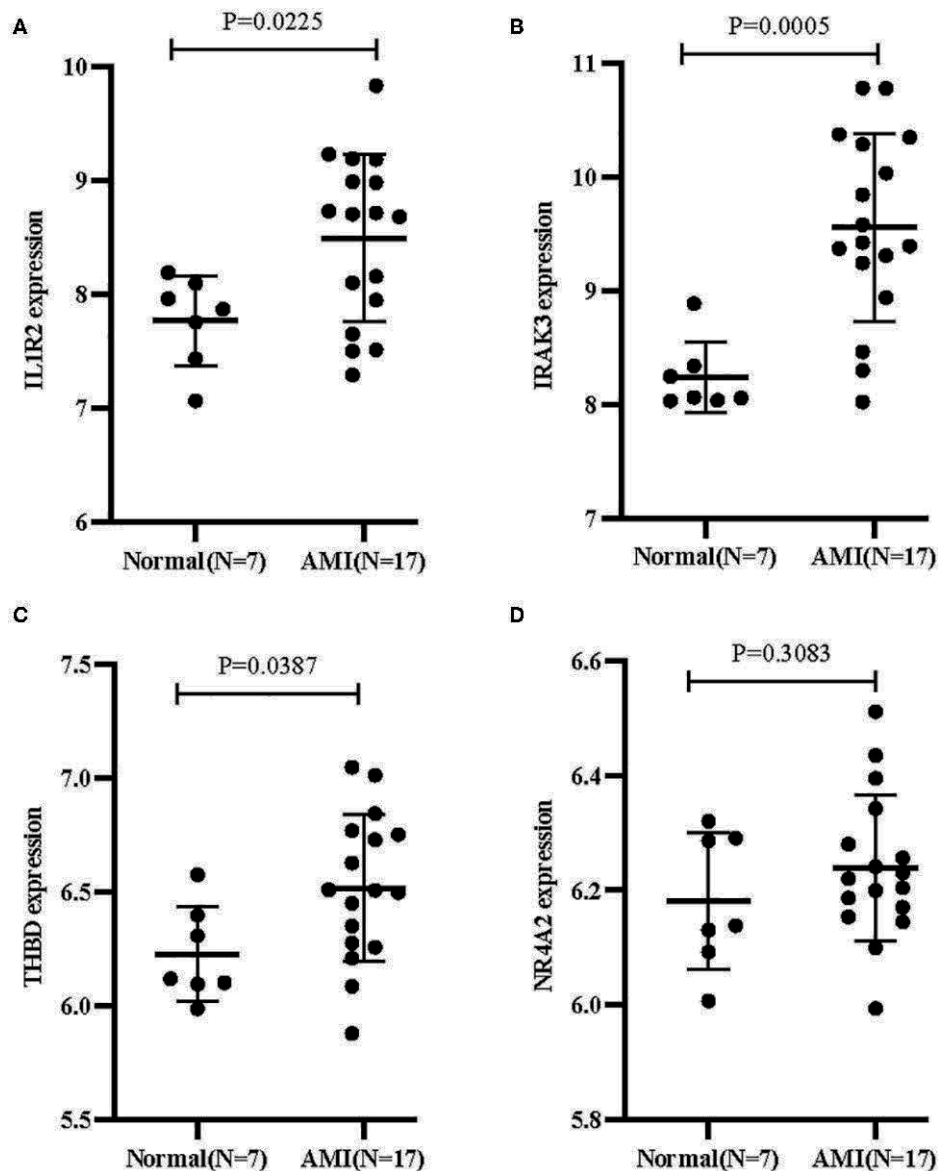 A
P=0.0225
10
9
8
7
6
IL1R2 expression
Normal(N=7)
AMI(N=17)
B
P=0.0005
11
10
9
8
7
IRAK3 expression
Normal(N=7)
AMI(N=17)
C
P=0.0387
7.5
7.0
6.5
6.0
5.5
THBD expression
Normal(N=7)
AMI(N=17)
D
P=0.3083
6.6
6.4
6.2
6.0
5.8
NR4A2 expression
Normal(N=7)
AMI(N=17)